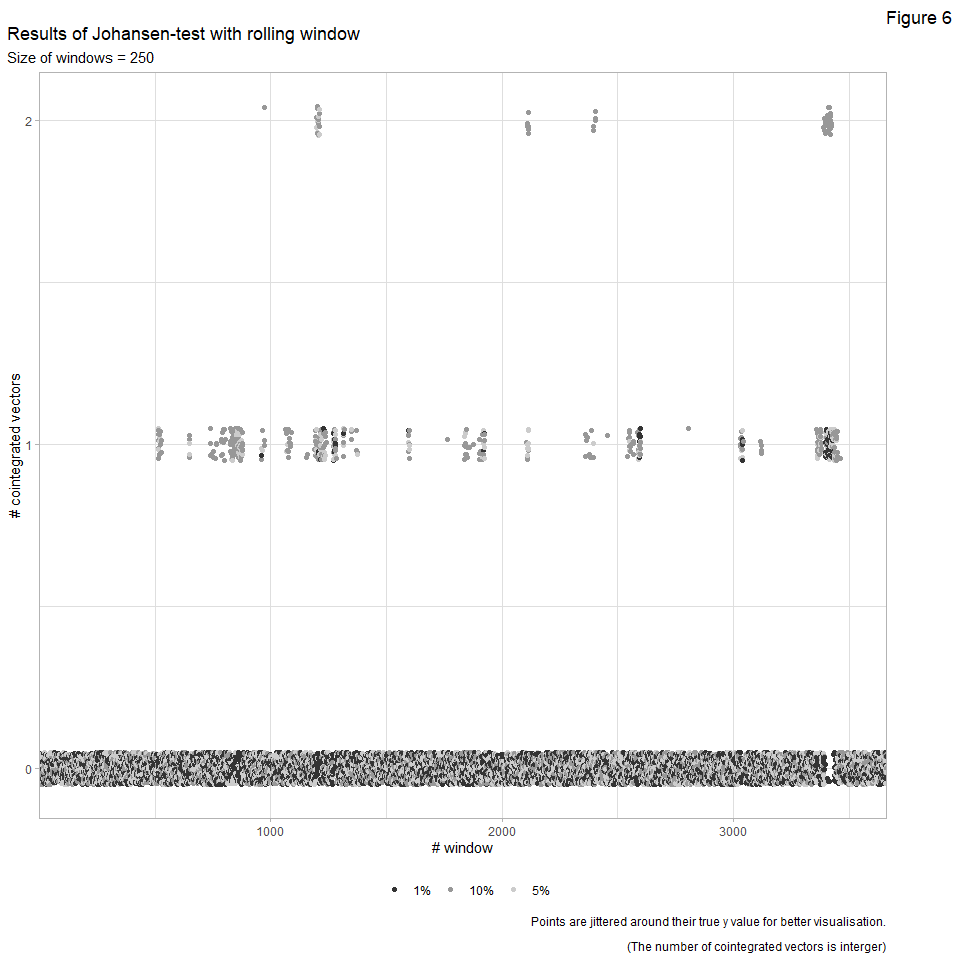 Figure 6
Results of Johansen-test with rolling window
Size of windows = 250
# cointegrated vectors
2
1
0
1000 2000 3000
# window
1% 10% 5%
Points are jittered around their true y value for better visualisation.
(The number of cointegrated vectors is interger)